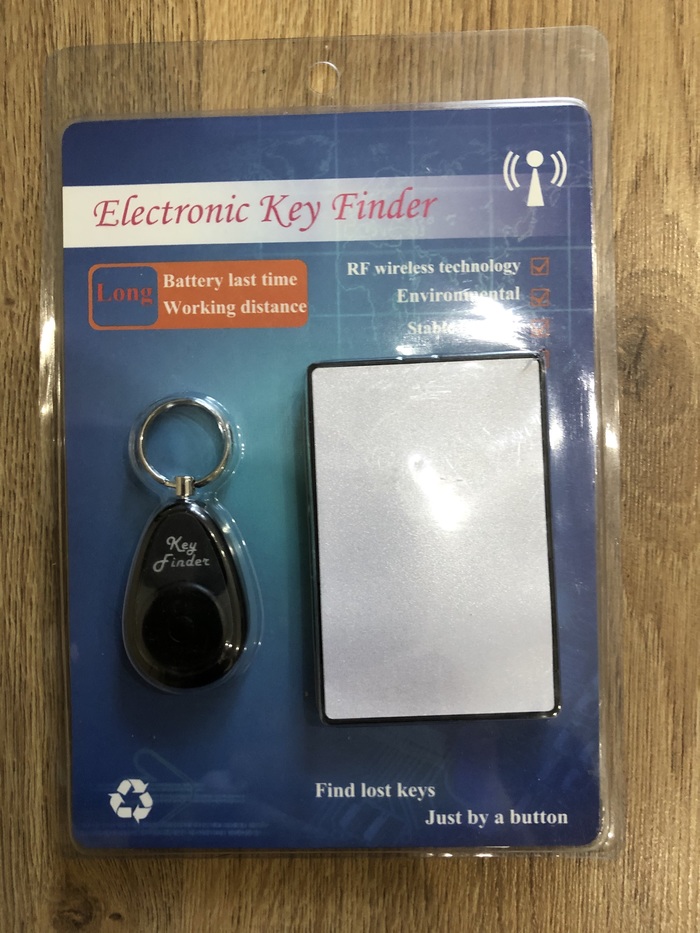 Electronic Key Finder
Long
Battery last time
Working distance
RF wireless technology
Environmental
Key
Finder
Find lost keys
Just by a button